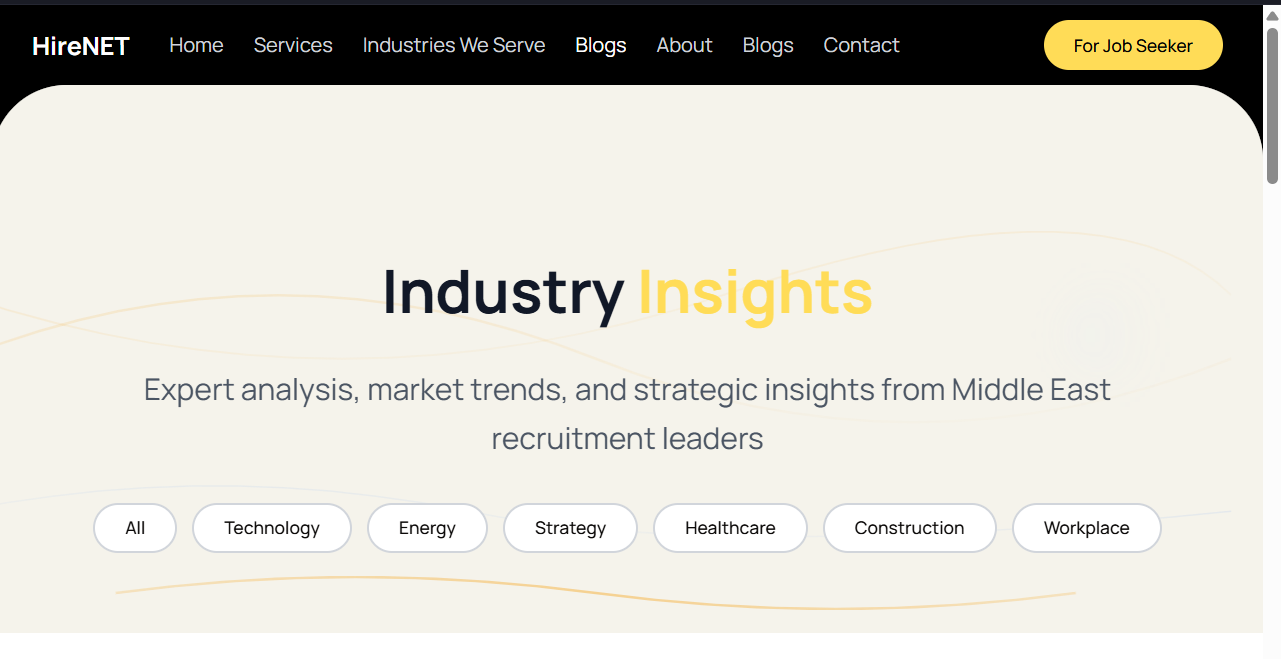 HireNET Home Services Industries We Serve Blogs About Blogs Contact For Job Seeker
Industry Insights
Expert analysis, market trends, and strategic insights from Middle East
recruitment leaders
All Technology Energy Strategy Healthcare Construction Workplace